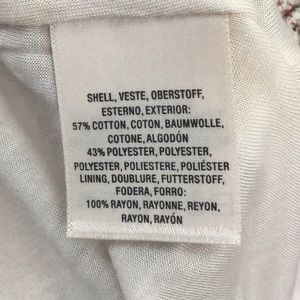 SHELL, VESTE, OBERSTOFF,
ESTERNO, EXTERIOR:
57% COTTON, COTON, BAUMWOLLE,
COTONE, ALGODÓN
43% POLYESTER, POLYESTER,
POLYESTER, POLIESTERE, POLIÉSTER
LINING, DOUBLURE, FUTTERSTOFF,
FODERA, FORRO:
100% RAYON, RAYONNE, REYON,
RAYON, RAYÓN